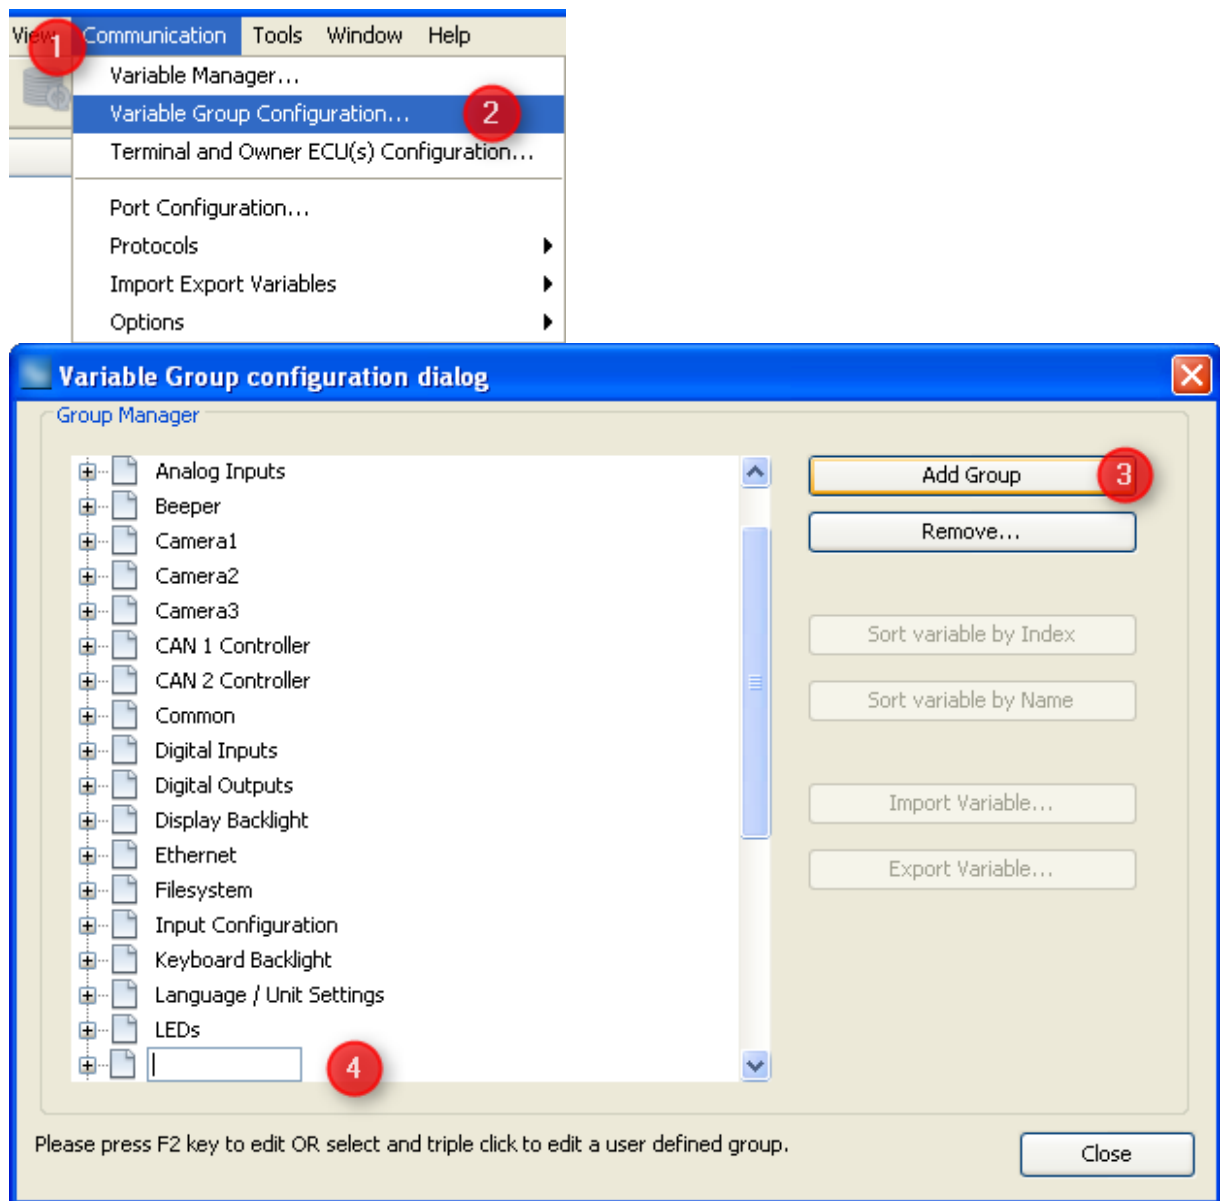 View Communication Tools Window Help
1
Variable Manager...
Variable Group Configuration... 2
Terminal and Owner ECU(s) Configuration...
Port Configuration...
Protocols
Import Export Variables
Options
Variable Group configuration dialog
Group Manager
Analog Inputs
Beeper
Camera1
Camera2
Camera3
CAN 1 Controller
CAN 2 Controller
Common
Digital Inputs
Digital Outputs
Display Backlight
Ethernet
Filesystem
Input Configuration
Keyboard Backlight
Language / Unit Settings
LEDs
4
Add Group 3
Remove...
Sort variable by Index
Sort variable by Name
Import Variable...
Export Variable...
Please press F2 key to edit OR select and triple click to edit a user defined group.
Close